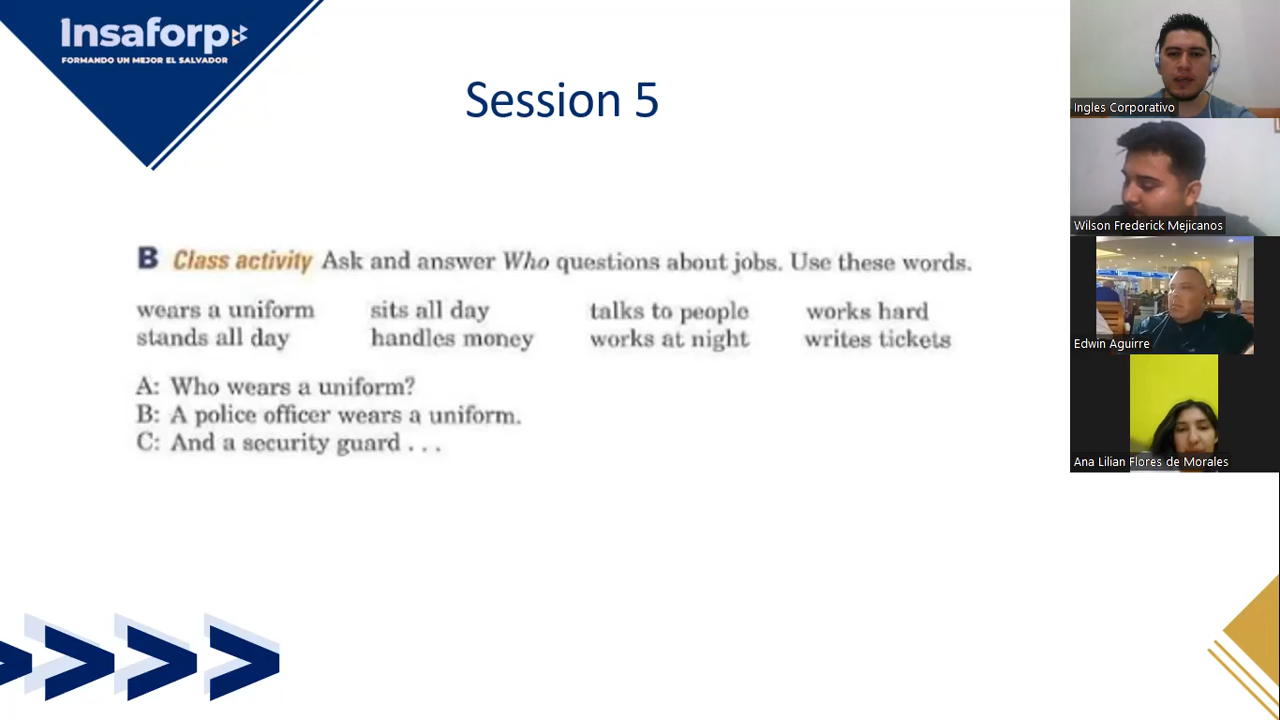 Insaforp
FORMANDO UN MEJOR EL SALVADOR
Session 5
B Class activity Ask and answer Who questions about jobs. Use these words.
wears a uniform sits all day talks to people works hard
stands all day handles money works at night writes tickets
A: Who wears a uniform?
B: A police officer wears a uniform.
C: And a security guard . . .
Ingles Corporativo
Wilson Frederick Mejicanos
Edwin Aguirre
Ana Lilian Flores de Morales